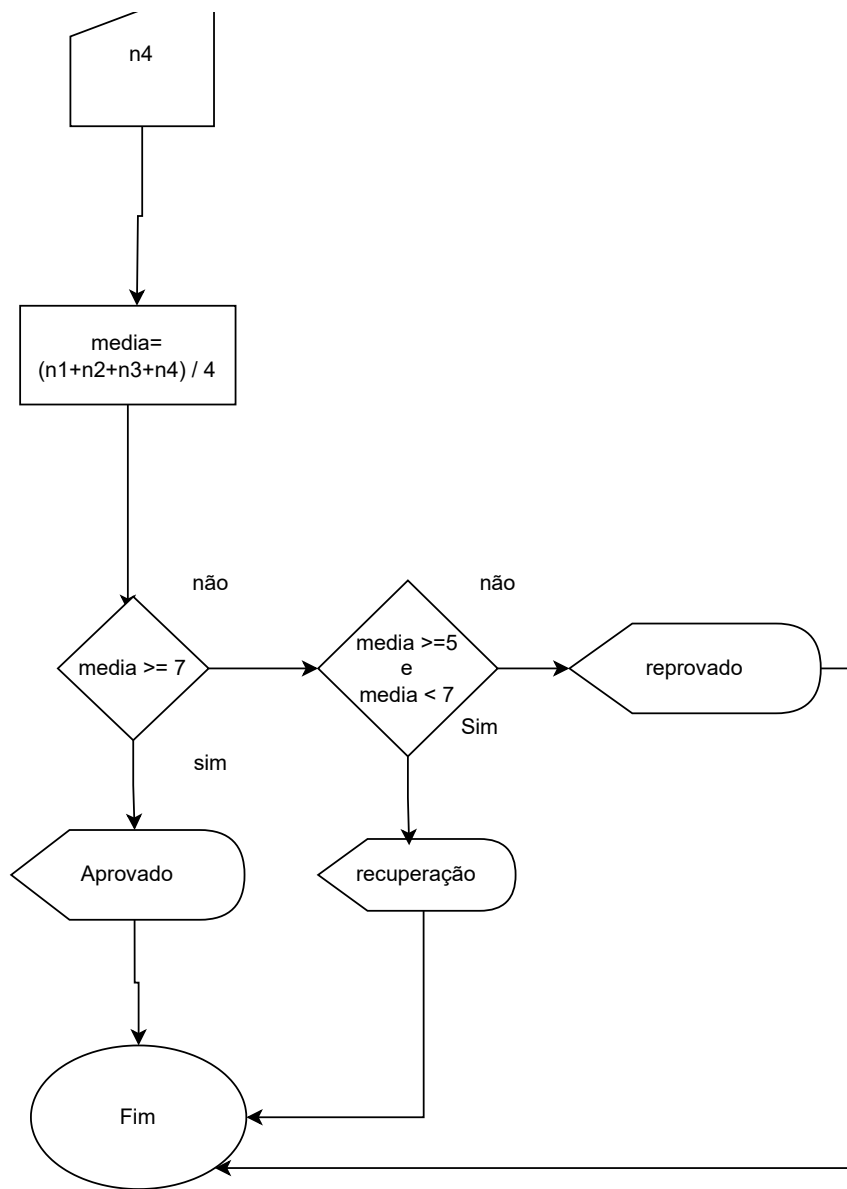 n4
media=
(n1+n2+n3+n4) / 4
não
não
media >= 7
media >=5
e
media < 7
reprovado
Sim
sim
Aprovado
recuperação
Fim